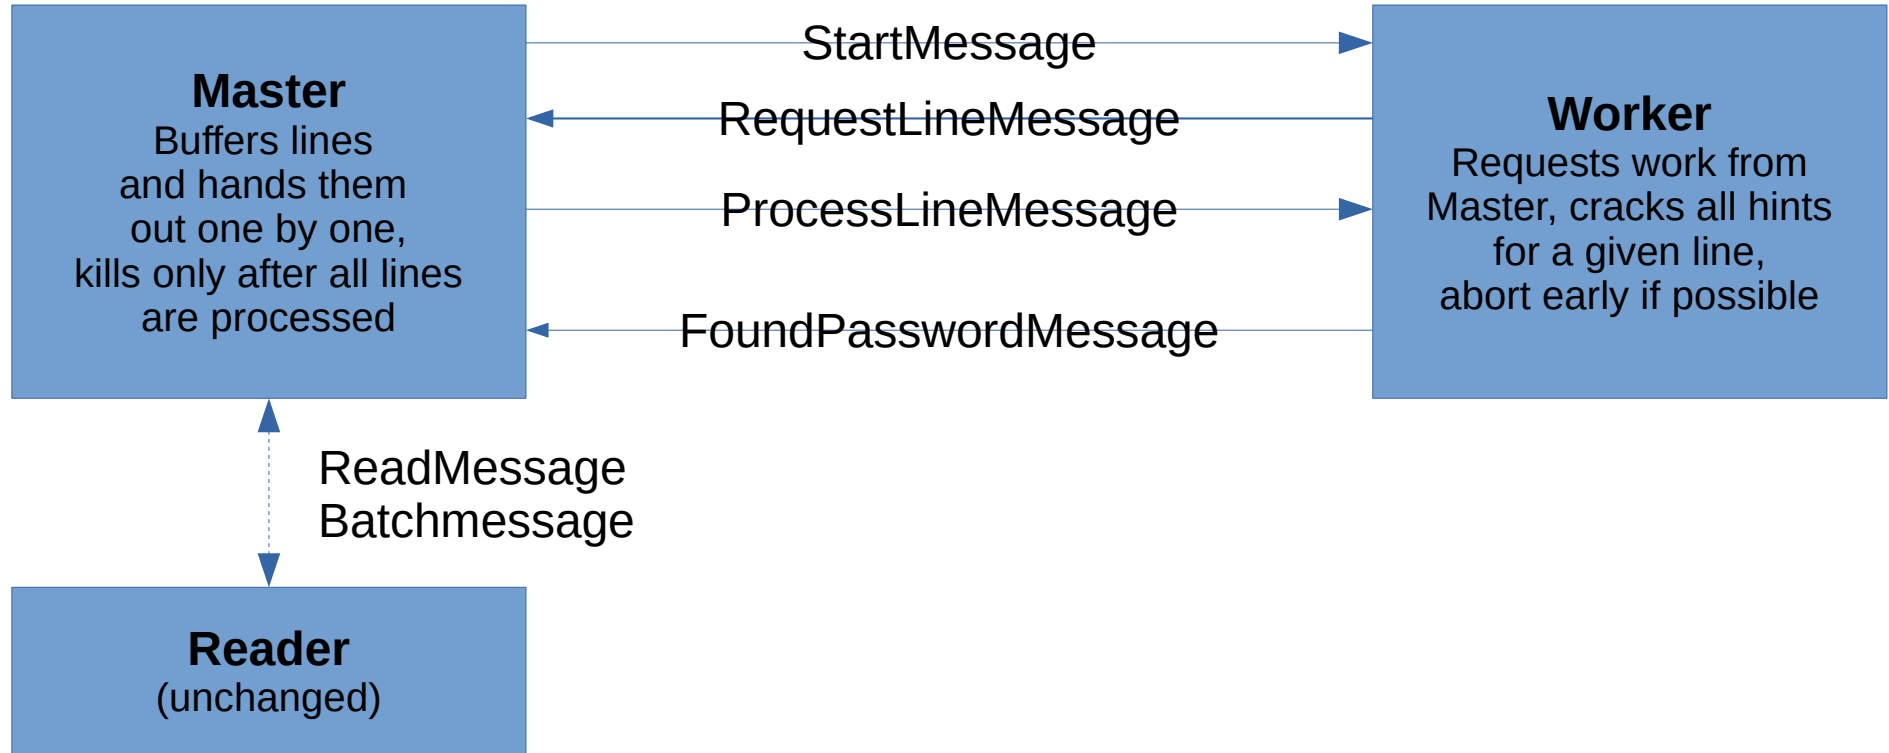 Master
Buffers lines
and hands them
out one by one,
kills only after all lines
are processed
StartMessage
RequestLineMessage
ProcessLineMessage
FoundPasswordMessage
Worker
Requests work from
Master, cracks all hints
for a given line,
abort early if possible
ReadMessage
Batchmessage
Reader
(unchanged)